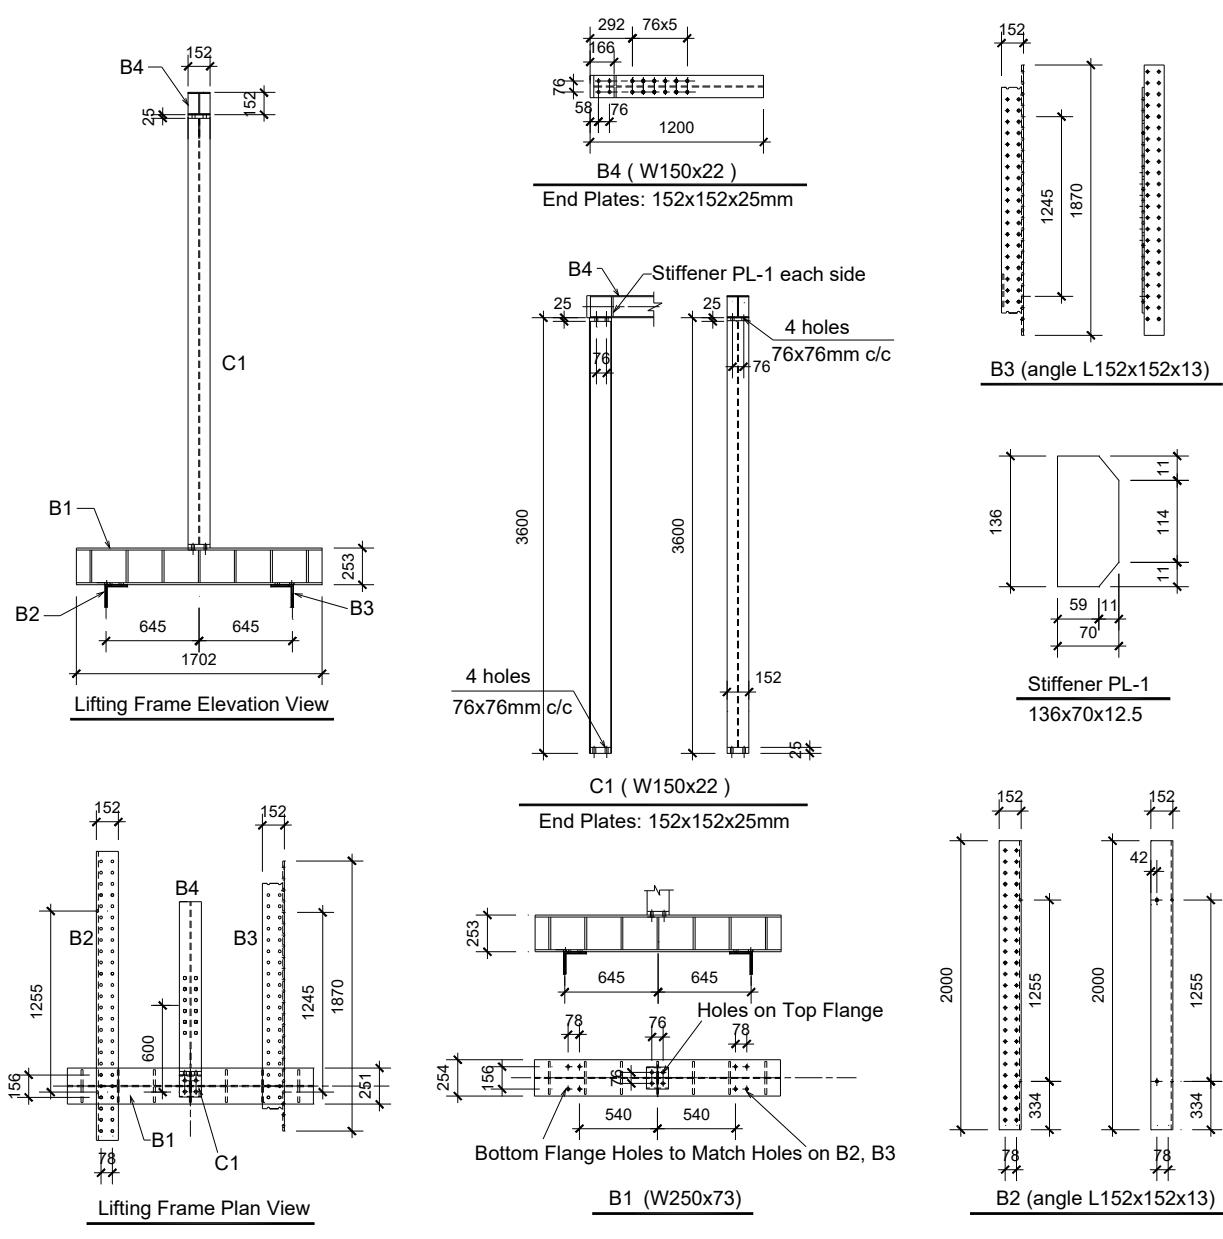 152
B4
25
152
C1
B1
253
B2
B3
645
645
1702
Lifting Frame Elevation View
292
76x5
166
76
58
76
1200
B4 ( W150x22 )
End Plates: 152x152x25mm
B4
Stiffener PL-1 each side
25
25
4 holes
76x76mm c/c
76
76
3600
3600
4 holes
76x76mm c/c
152
25
C1 ( W150x22 )
End Plates: 152x152x25mm
152
1245
1870
B3 (angle L152x152x13)
136
11
114
11
59
11
70
Stiffener PL-1
136x70x12.5
152
152
B4
B2
B3
1255
600
1245
1870
156
251
B1
C1
78
Lifting Frame Plan View
253
645
645
Holes on Top Flange
78
76
78
254
156
76
540
540
Bottom Flange Holes to Match Holes on B2, B3
B1 (W250x73)
152
152
42
2000
1255
2000
1255
334
334
78
78
B2 (angle L152x152x13)